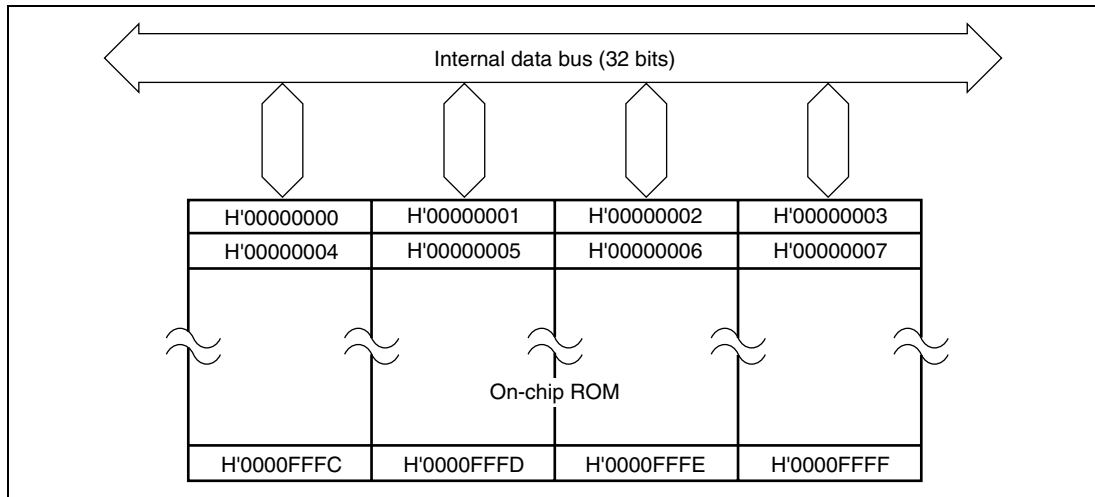 Internal data bus (32 bits)
H'00000000 H'00000001 H'00000002 H'00000003
H'00000004 H'00000005 H'00000006 H'00000007
On-chip ROM
H'0000FFFC H'0000FFFD H'0000FFFE H'0000FFFF